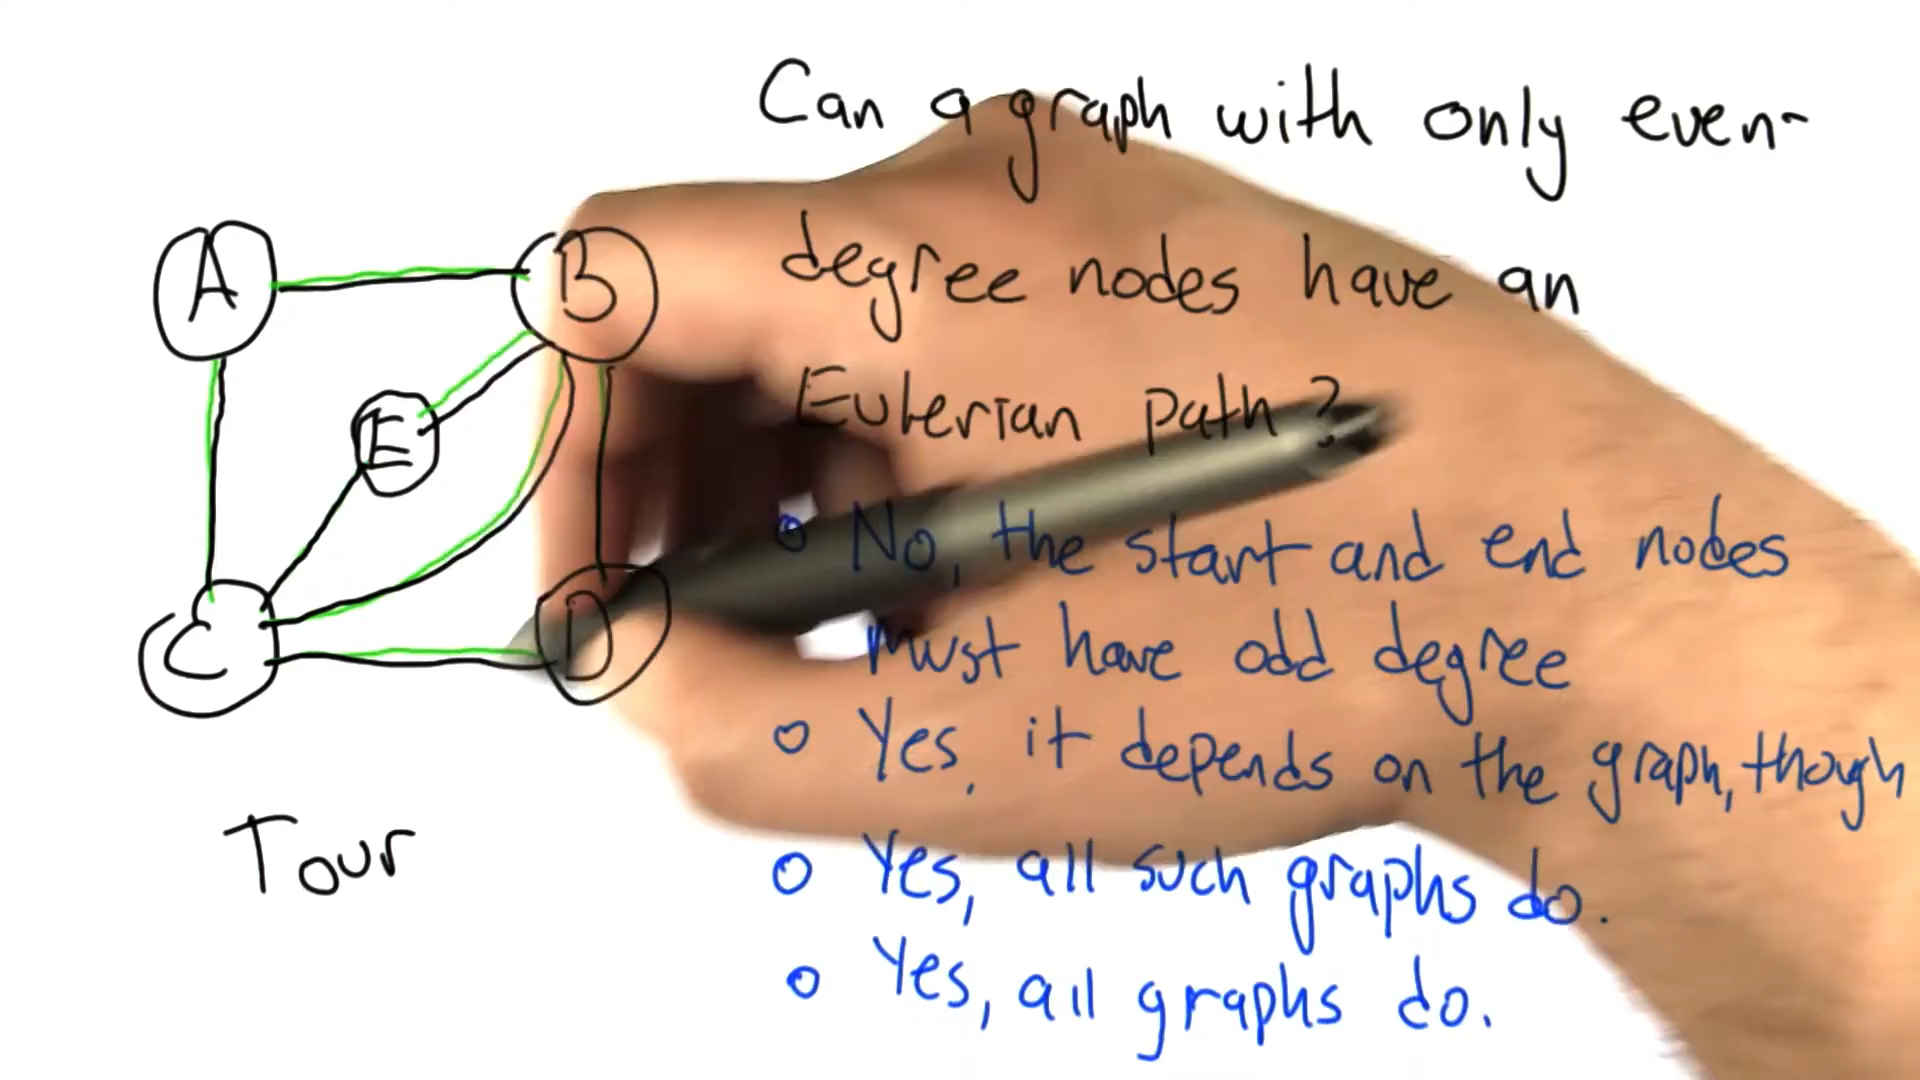 Can a graph with only even-
degree nodes have an
Eulerian path?
A
B
E
C
D
Tour
No, the start and end nodes
must have odd degree
Yes, it depends on the graph, though
Yes, all such graphs do.
Yes, all graphs do.